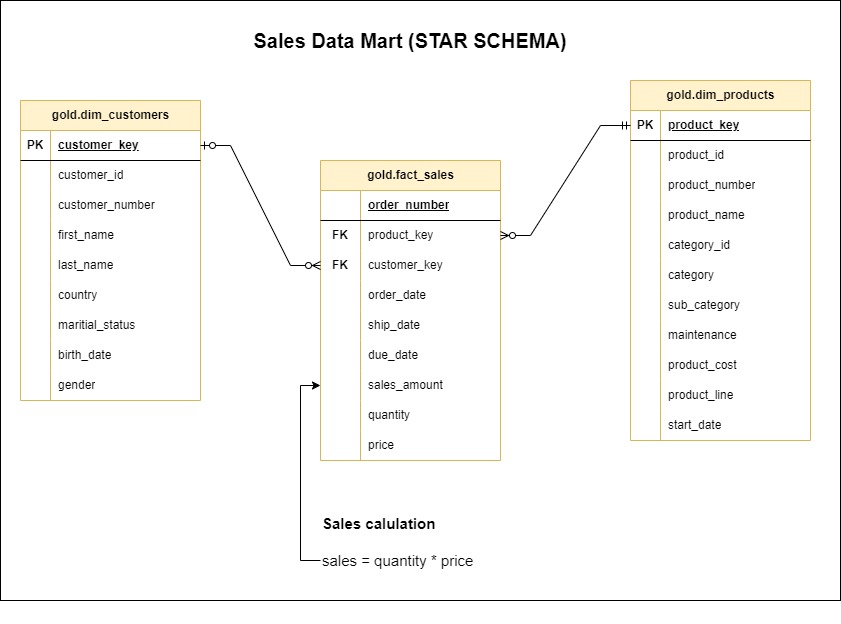 Sales Data Mart (STAR SCHEMA)
gold.dim_customers
PK customer_key
customer_id
customer_number
first_name
last_name
country
maritial_status
birth_date
gender
gold.fact_sales
order_number
FK product_key
FK customer_key
order_date
ship_date
due_date
sales_amount
quantity
price
gold.dim_products
PK product_key
product_id
product_number
product_name
category_id
category
sub_category
maintenance
product_cost
product_line
start_date
Sales calulation
sales = quantity * price